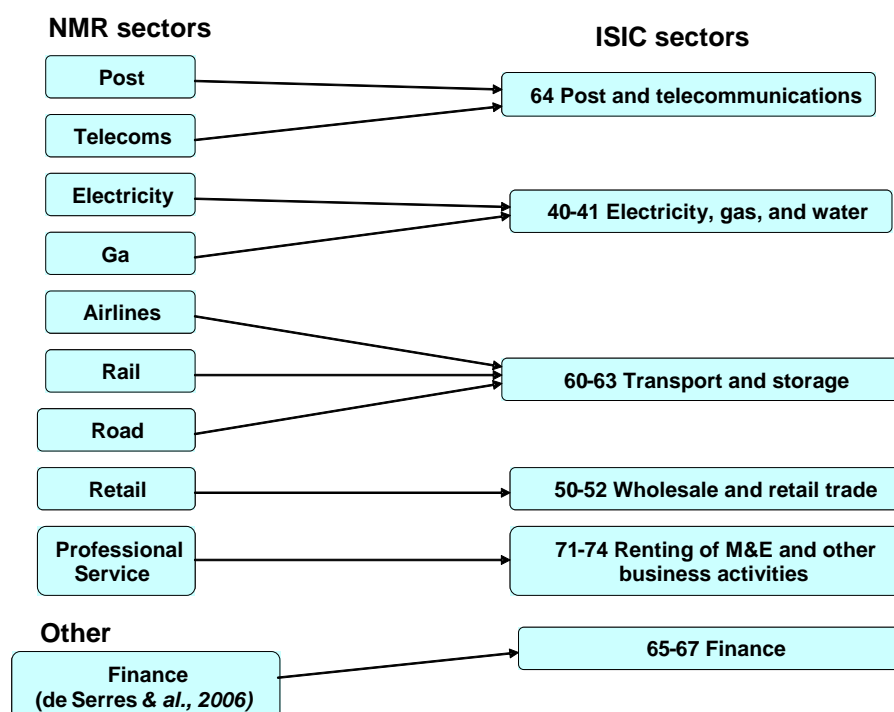 NMR sectors
ISIC sectors
Post
64 Post and telecommunications
Telecoms
Electricity
40-41 Electricity, gas, and water
Ga
Airlines
Rail
60-63 Transport and storage
Road
Retail
50-52 Wholesale and retail trade
Professional
Service
71-74 Renting of M&E and other
business activities
Other
65-67 Finance
Finance
(de Serres & al., 2006)